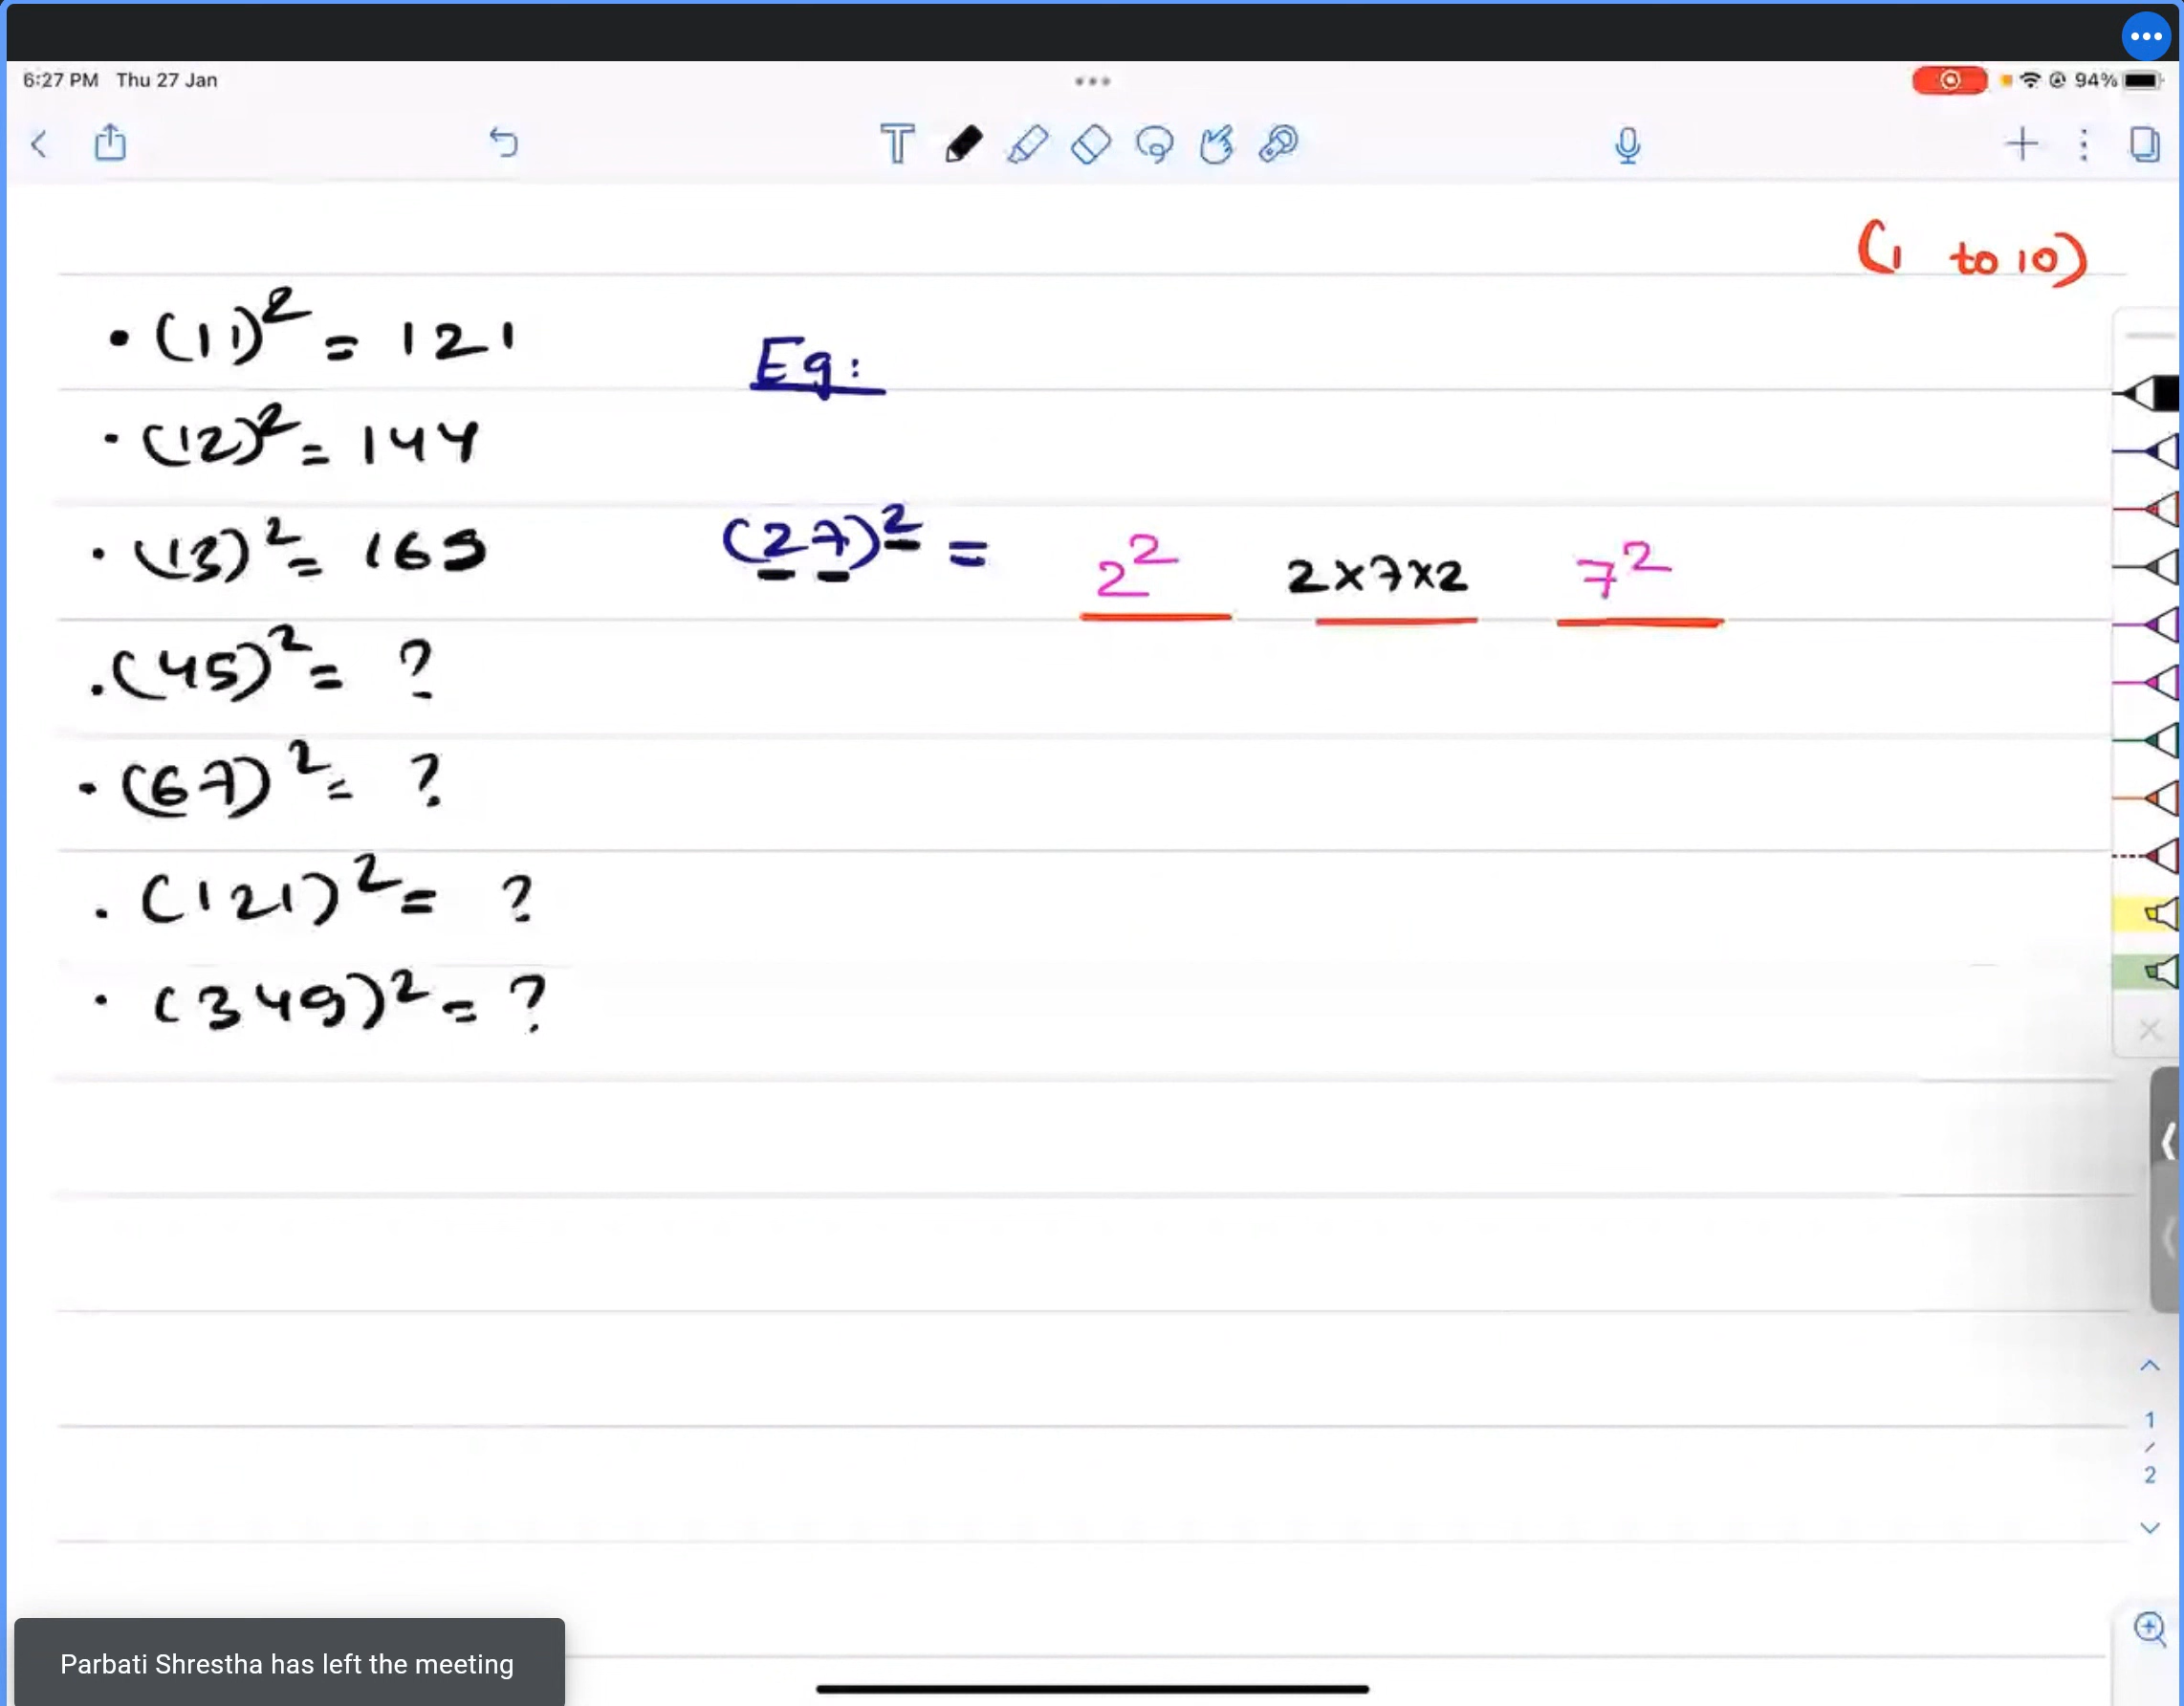 6:27 PM Thu 27 Jan
94%
T
(1 to 10)
• (11)² = 121
Eg:
• (12)² = 144
• (13)² = 169
(27)² = 2² 2×7×2 7²
• (45)² = ?
• (67)² = ?
• (121)² = ?
• (349)² = ?
1
/
2
Parbati Shrestha has left the meeting